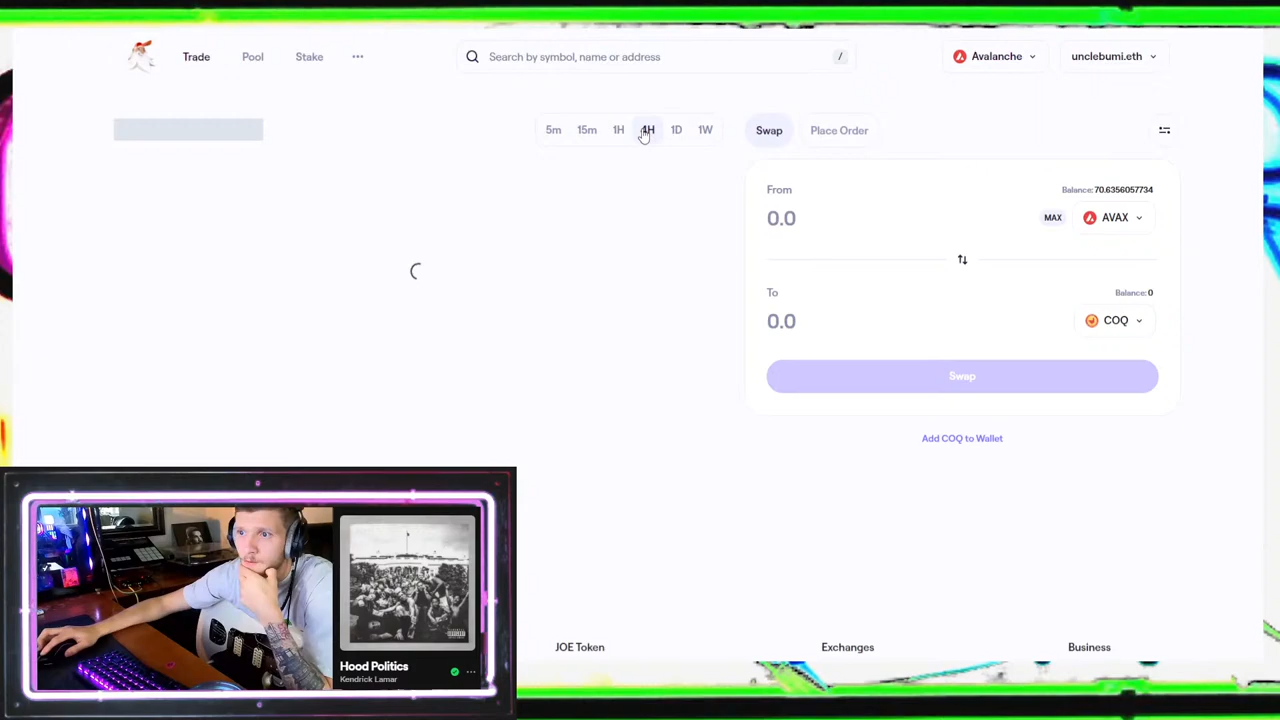 Trade
Pool
Stake
Search by symbol, name or address
/
Avalanche
unclebumi.eth
5m
15m
1H
4H
1D
1W
Swap
Place Order
From
Balance: 70.6356057734
0.0
MAX
AVAX
To
Balance: 0
0.0
COQ
Swap
Add COQ to Wallet
JOE Token
Exchanges
Business
Hood Politics
Kendrick Lamar